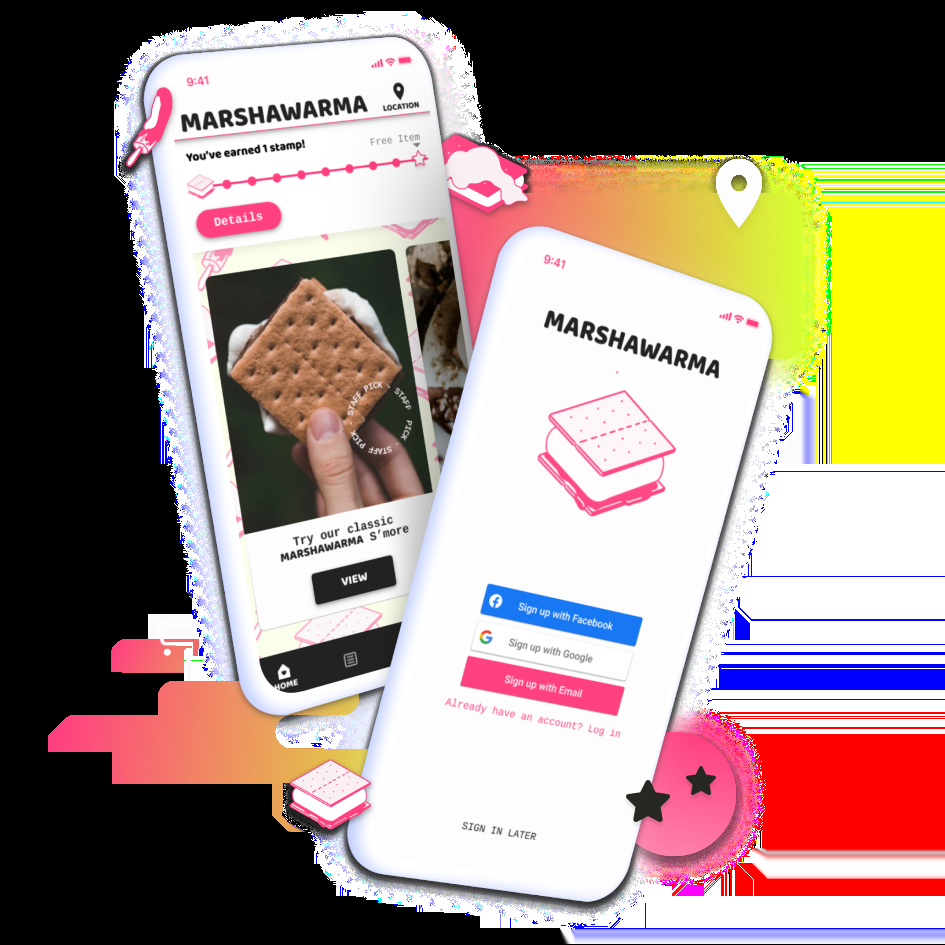 9:41
MARSHAWARMA
LOCATION
You've earned 1 stamp!
Free Item
Details
STAFF PICK . STAFF PICK . STAFF PICK .
Try our classic
MARSHAWARMA S’more
VIEW
HOME
9:41
MARSHAWARMA
Sign up with Facebook
Sign up with Google
Sign up with Email
Already have an account? Log in
SIGN IN LATER